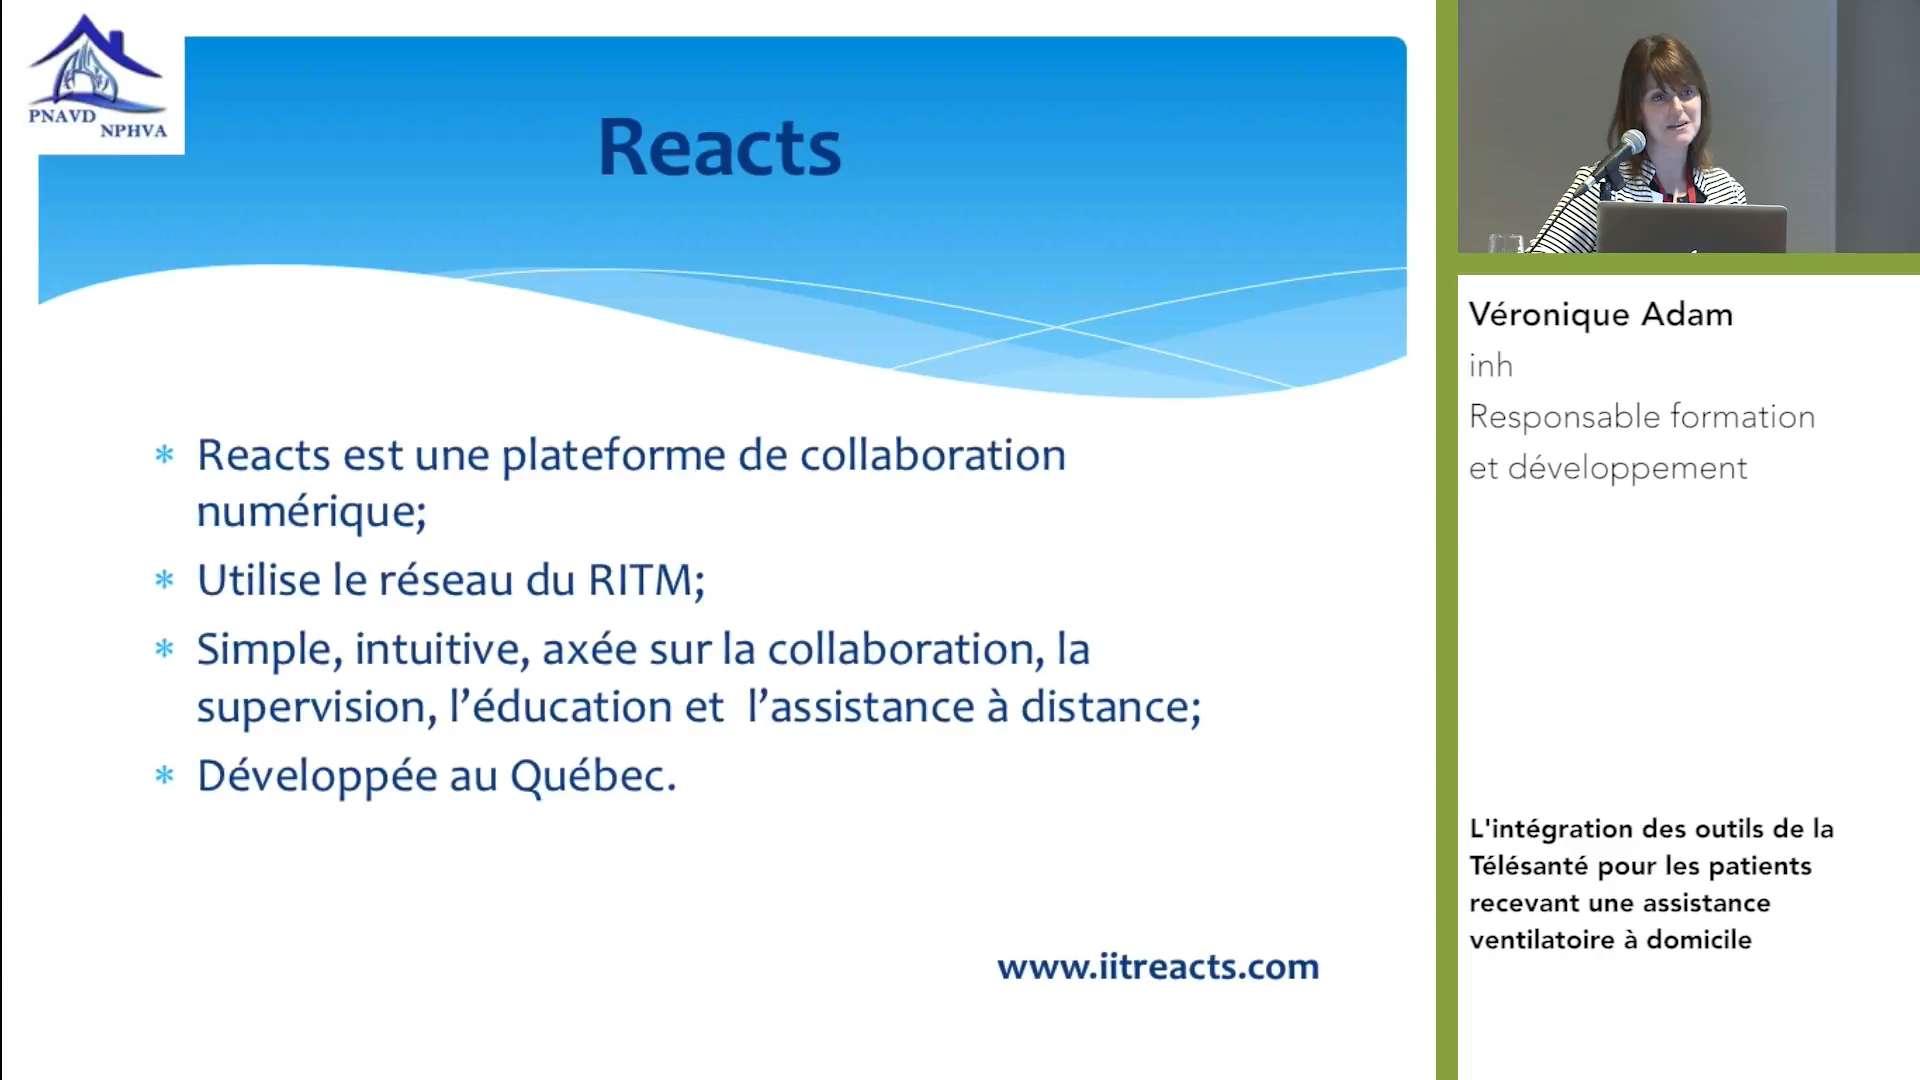 PNAVD
NPHVA
Reacts
* Reacts est une plateforme de collaboration
numérique;
* Utilise le réseau du RITM;
* Simple, intuitive, axée sur la collaboration, la
supervision, l’éducation et  l’assistance à distance;
* Développée au Québec.
www.iitreacts.com
Véronique Adam
inh
Responsable formation
et développement
L'intégration des outils de la
Télésanté pour les patients
recevant une assistance
ventilatoire à domicile